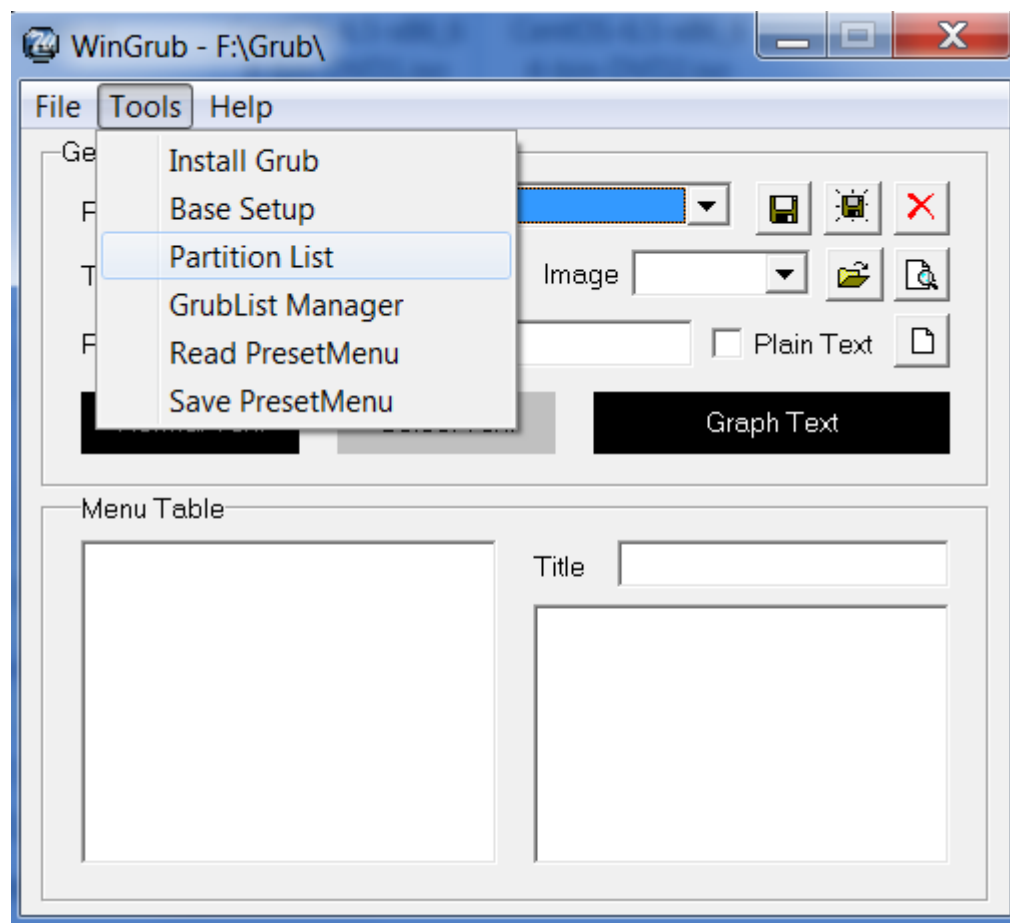 WinGrub - F:\Grub\
File Tools Help
Ge
Install Grub
F
Base Setup
Partition List
T
Image
GrubList Manager
F
Read PresetMenu
Plain Text
Save PresetMenu
Graph Text
Menu Table
Title